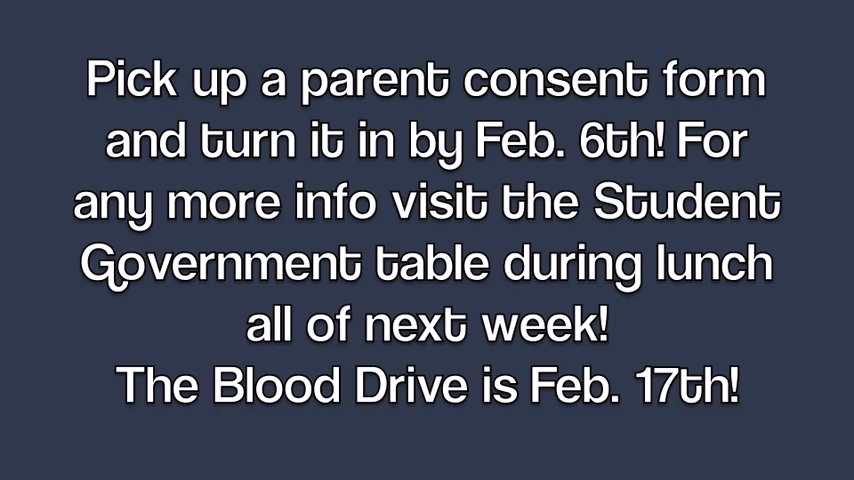 Pick up a parent consent form
and turn it in by Feb. 6th! For
any more info visit the Student
Government table during lunch
all of next week!
The Blood Drive is Feb. 17th!